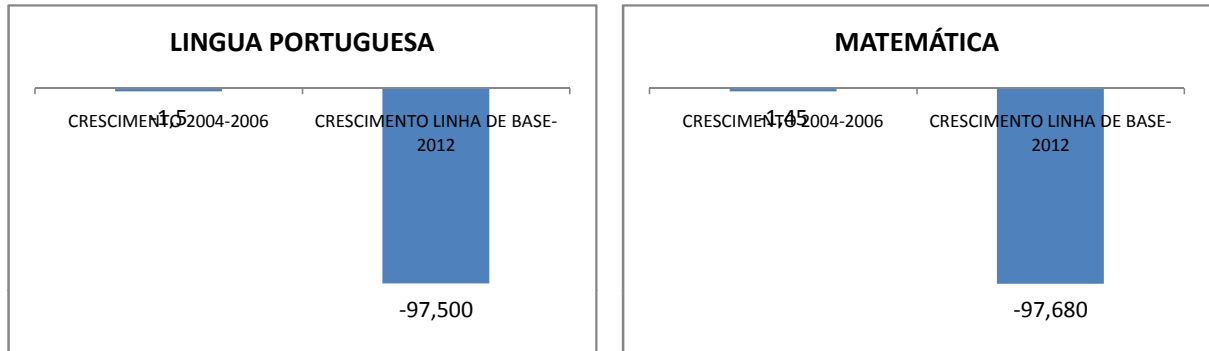 LINGUA PORTUGUESA
-1,5
CRESCIMENTO 2004-2006
CRESCIMENTO LINHA DE BASE-
2012
-97,500
MATEMÁTICA
-1,45
CRESCIMENTO 2004-2006
CRESCIMENTO LINHA DE BASE-
2012
-97,680